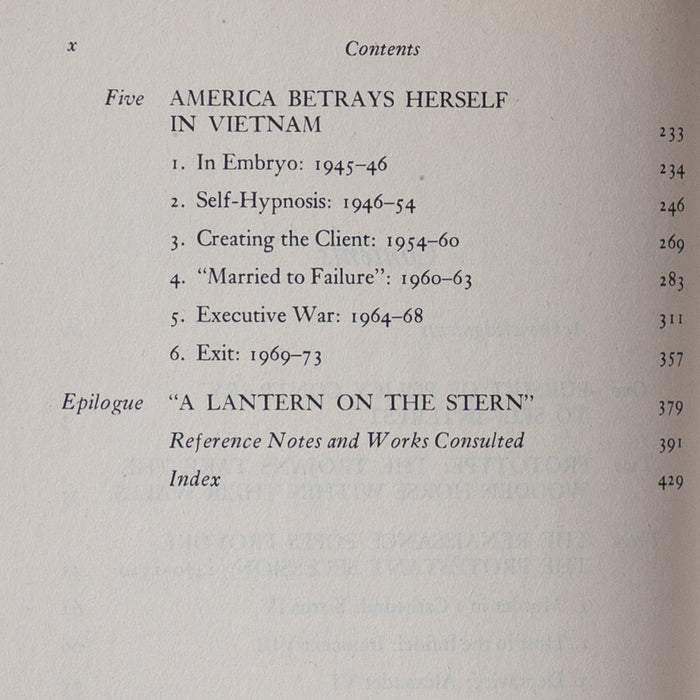 x Contents
Five AMERICA BETRAYS HERSELF
IN VIETNAM 233
1. In Embryo: 1945–46 234
2. Self-Hypnosis: 1946–54 246
3. Creating the Client: 1954–60 269
4. “Married to Failure”: 1960–63 283
5. Executive War: 1964–68 311
6. Exit: 1969–73 357
Epilogue “A LANTERN ON THE STERN” 379
Reference Notes and Works Consulted 391
Index 429